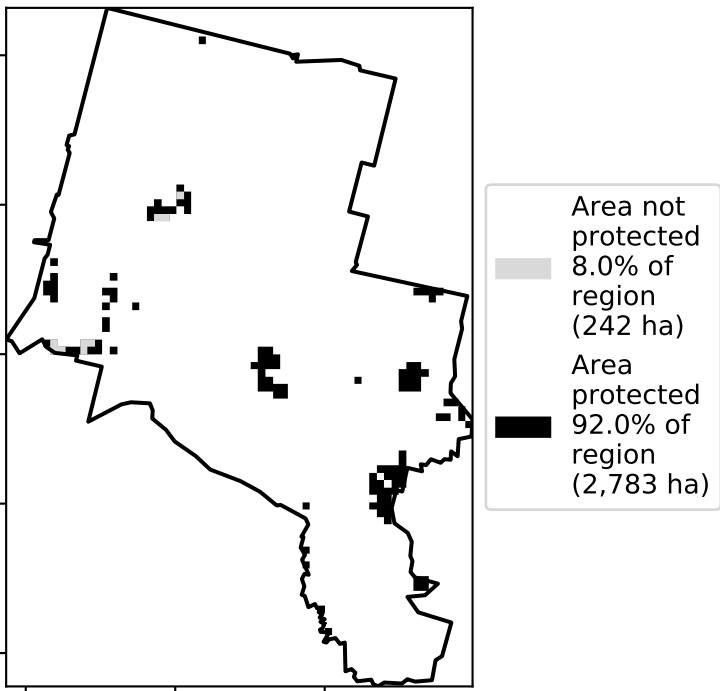 Area not
protected
8.0% of
region
(242 ha)
Area
protected
92.0% of
region
(2,783 ha)